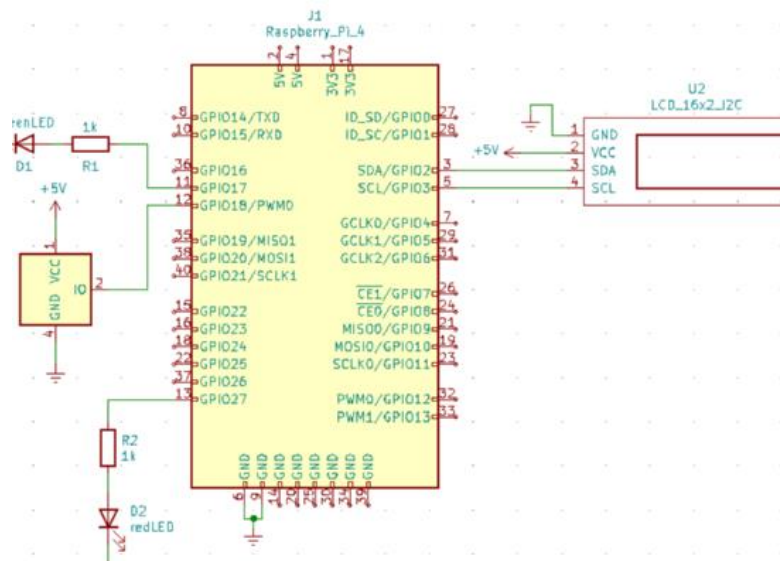 J1
Raspberry_Pi_4
2
4
1
17
5V
5V
3V3
3V3
8
GPIO14/TXD
10
GPIO15/RXD
36
GPIO16
11
GPIO17
12
GPIO18/PWM0
35
GPIO19/MISO1
38
GPIO20/MOSI1
40
GPIO21/SCLK1
15
GPIO22
16
GPIO23
18
GPIO24
22
GPIO25
37
GPIO26
13
GPIO27
ID_SD/GPIO0
27
ID_SC/GPIO1
28
SDA/GPIO2
3
SCL/GPIO3
5
GCLK0/GPIO4
7
GCLK1/GPIO5
29
GCLK2/GPIO6
31
CE1/GPIO7
26
CE0/GPIO8
24
MISO0/GPIO9
21
MOSI0/GPIO10
19
SCLK0/GPIO11
23
PWM0/GPIO12
32
PWM1/GPIO13
33
GND
GND
GND
GND
GND
GND
GND
GND
6
9
14
20
25
30
34
39
eenLED
D1
1k
R1
+5V
1
VCC
IO
2
GND
4
R2
1k
D2
redLED
U2
LCD_16x2_I2C
+5V
1
GND
2
VCC
3
SDA
4
SCL